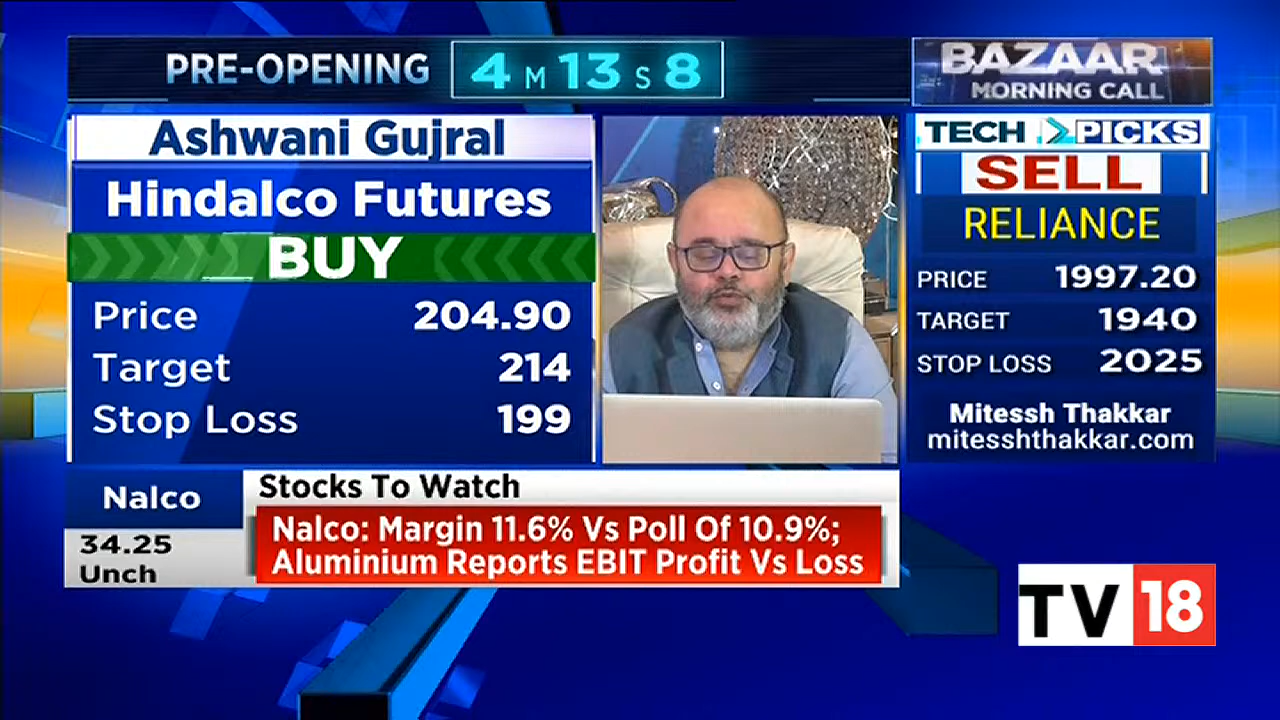 PRE-OPENING 4 M 13 S 8
BAZAAR
MORNING CALL
Ashwani Gujral
Hindalco Futures
BUY
Price 204.90
Target 214
Stop Loss 199
TECH PICKS
SELL
RELIANCE
PRICE 1997.20
TARGET 1940
STOP LOSS 2025
Mitessh Thakkar
mitesshthakkar.com
Nalco
34.25
Unch
Stocks To Watch
Nalco: Margin 11.6% Vs Poll Of 10.9%;
Aluminium Reports EBIT Profit Vs Loss
TV18